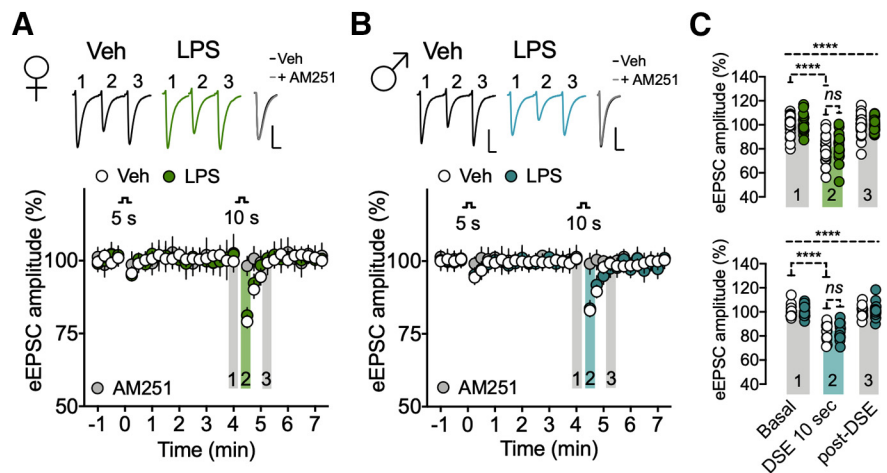 A
♀
Veh
LPS
1 2 3
1 2 3
–Veh
–+ AM251
Veh LPS
5 s
10 s
eEPSC amplitude (%)
100
75
50
1 2 3
AM251
-1 0 1 2 3 4 5 6 7
Time (min)
B
♂
Veh
LPS
1 2 3
1 2 3
–Veh
–+ AM251
Veh LPS
5 s
10 s
eEPSC amplitude (%)
100
75
50
1 2 3
AM251
-1 0 1 2 3 4 5 6 7
Time (min)
C
****
****
ns
eEPSC amplitude (%)
140
120
100
80
60
40
1 2 3
****
****
ns
eEPSC amplitude (%)
140
120
100
80
60
40
1 2 3
Basal
DSE 10 sec
post-DSE